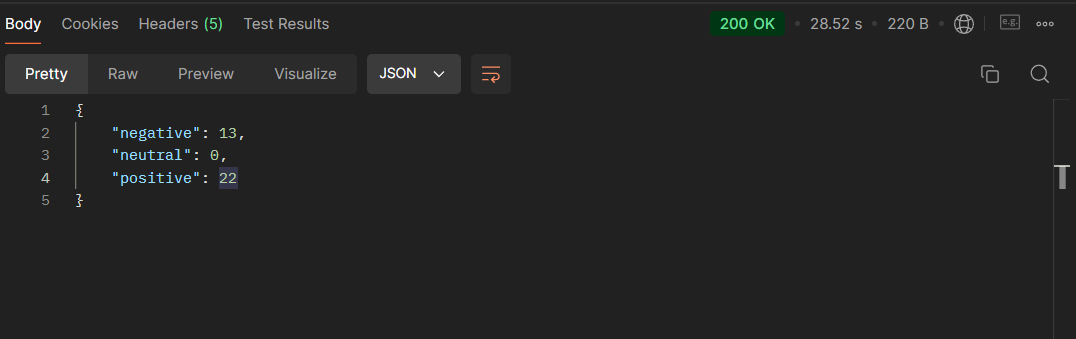 Body Cookies Headers (5) Test Results 200 OK • 28.52 s • 220 B • e.g. ooo
Pretty Raw Preview Visualize JSON
1 {
2 "negative": 13,
3 "neutral": 0,
4 "positive": 22
5 }
T